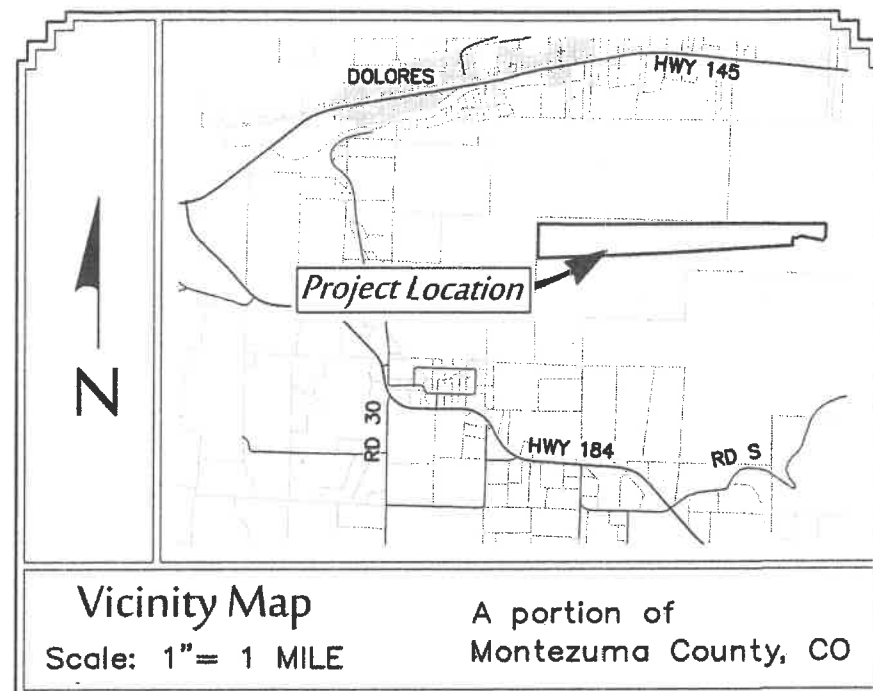 DOLORES
HWY 145
Project Location
N
RD 30
HWY 184
RD S
Vicinity Map
Scale: 1"= 1 MILE
A portion of
Montezuma County, CO